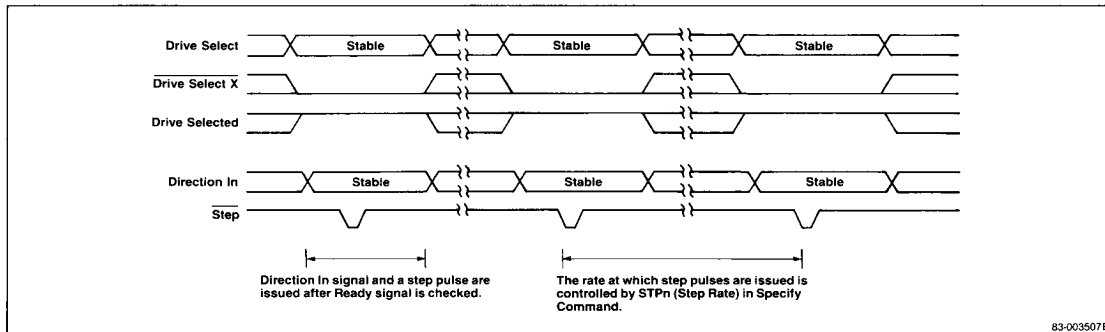 Drive Select
Stable
Stable
Stable
Drive Select X
Drive Selected
Direction In
Stable
Stable
Stable
Step
Direction In signal and a step pulse are
issued after Ready signal is checked.
The rate at which step pulses are issued is
controlled by STPn (Step Rate) in Specify
Command.
83-003507B